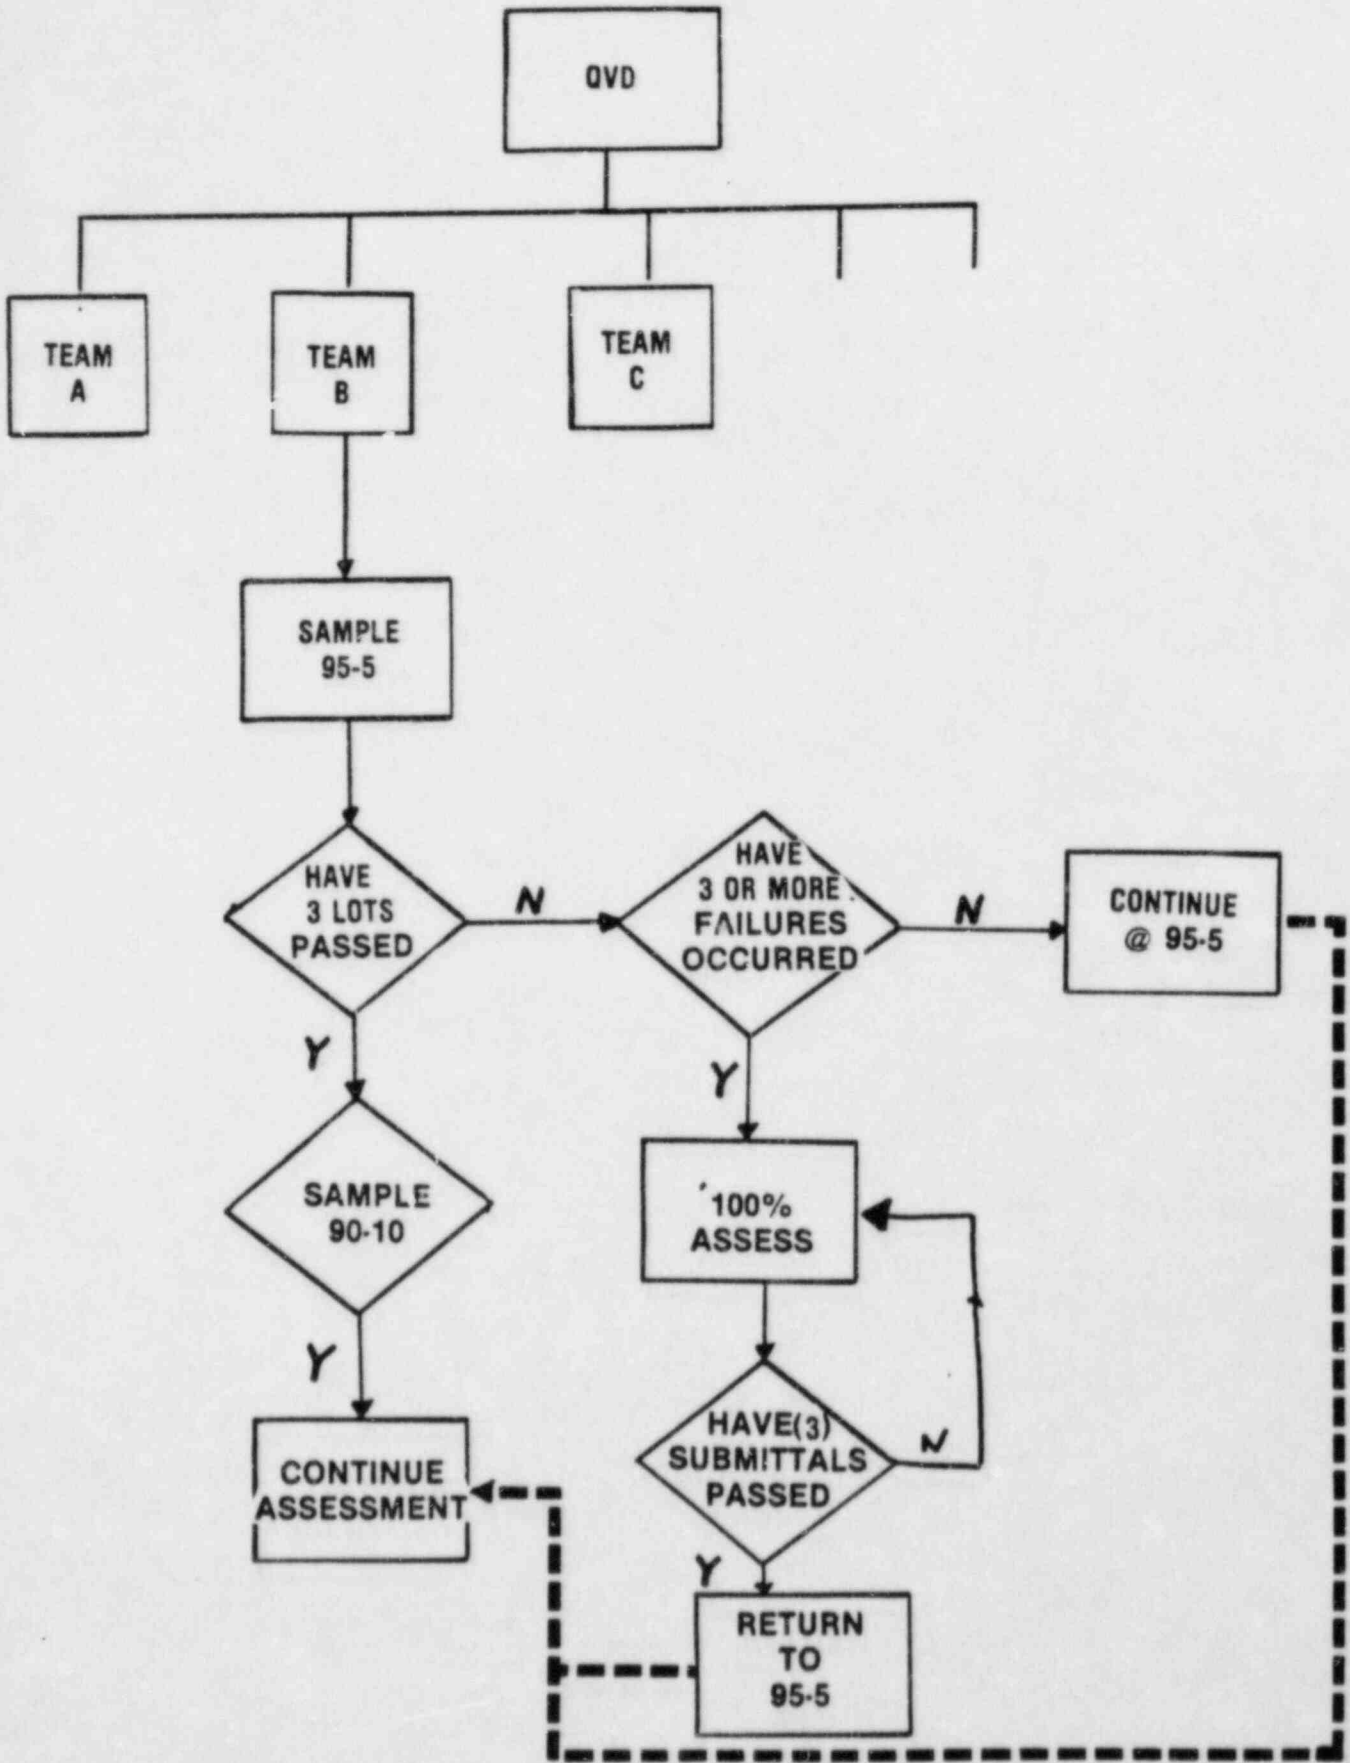 QVD
TEAM
A
TEAM
B
TEAM
C
SAMPLE
95-5
HAVE
3 LOTS
PASSED
N
HAVE
3 OR MORE
FAILURES
OCCURRED
N
CONTINUE
@ 95-5
Y
Y
SAMPLE
90-10
100%
ASSESS
Y
CONTINUE
ASSESSMENT
HAVE(3)
SUBMITTALS
PASSED
N
Y
RETURN
TO
95-5